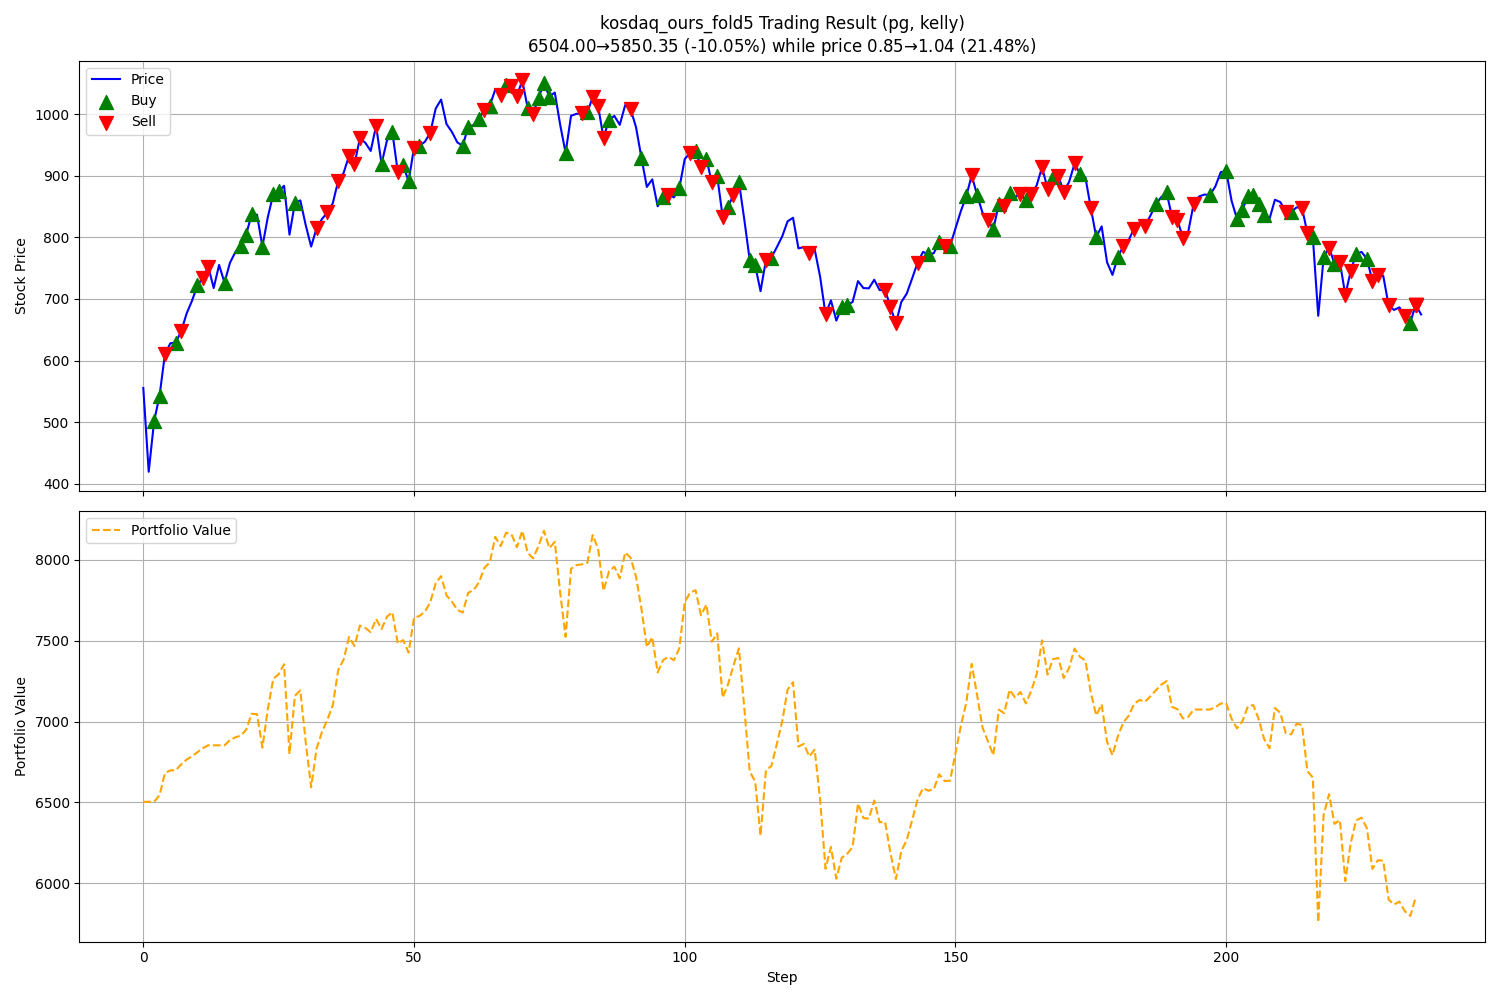 kosdaq_ours_fold5 Trading Result (pg, kelly)
6504.00→5850.35 (-10.05%) while price 0.85→1.04 (21.48%)
Price
Buy
Sell
Stock Price
1000
900
800
700
600
500
400
Portfolio Value
Portfolio Value
8000
7500
7000
6500
6000
0
50
100
150
200
Step